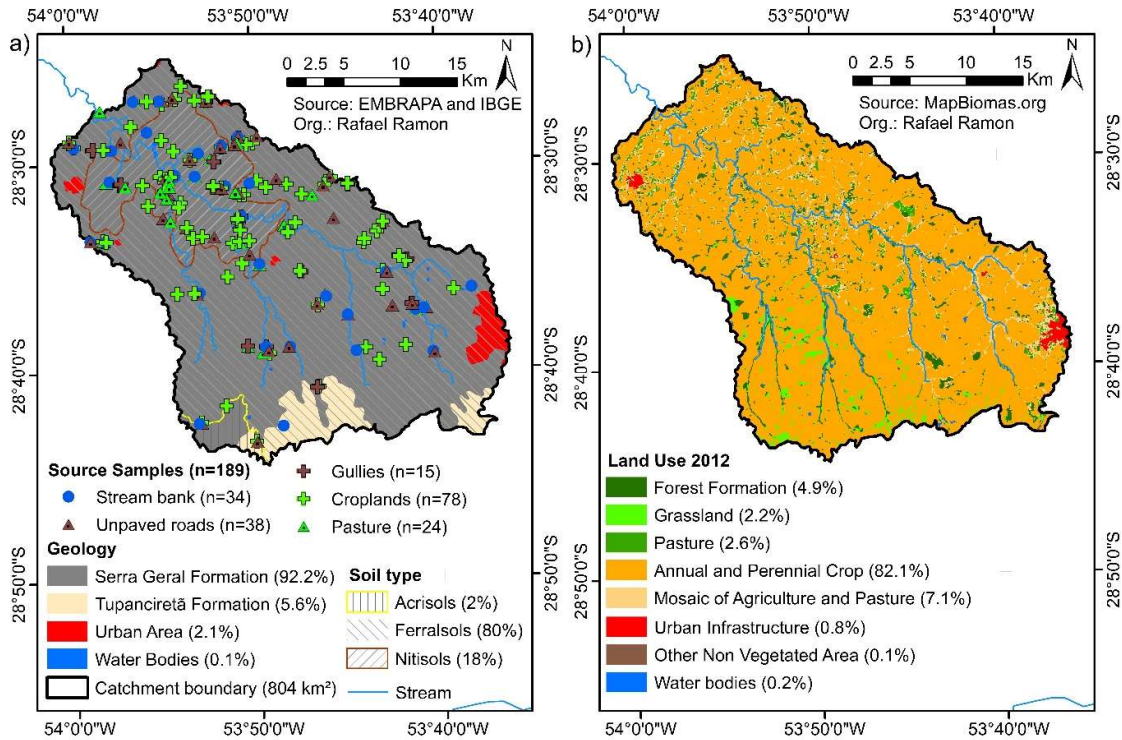 54°0'0"W 53°50'0"W 53°40'0"W
a)
N
0 2.5 5 10 15
Km
Source: EMBRAPA and IBGE
Org.: Rafael Ramon
28°30'0"S
28°40'0"S
28°50'0"S
Source Samples (n=189)
Stream bank (n=34)
Unpaved roads (n=38)
Gullies (n=15)
Croplands (n=78)
Pasture (n=24)
Geology
Serra Geral Formation (92.2%)
Tupanciretã Formation (5.6%)
Urban Area (2.1%)
Water Bodies (0.1%)
Catchment boundary (804 km²)
Soil type
Acrisols (2%)
Ferralsols (80%)
Nitisols (18%)
Stream
54°0'0"W 53°50'0"W 53°40'0"W
54°0'0"W 53°50'0"W 53°40'0"W
b)
N
0 2.5 5 10 15
Km
Source: MapBiomas.org
Org.: Rafael Ramon
28°30'0"S 28°30'0"S
28°40'0"S 28°40'0"S
28°50'0"S 28°50'0"S
Land Use 2012
Forest Formation (4.9%)
Grassland (2.2%)
Pasture (2.6%)
Annual and Perennial Crop (82.1%)
Mosaic of Agriculture and Pasture (7.1%)
Urban Infrastructure (0.8%)
Other Non Vegetated Area (0.1%)
Water bodies (0.2%)
54°0'0"W 53°50'0"W 53°40'0"W